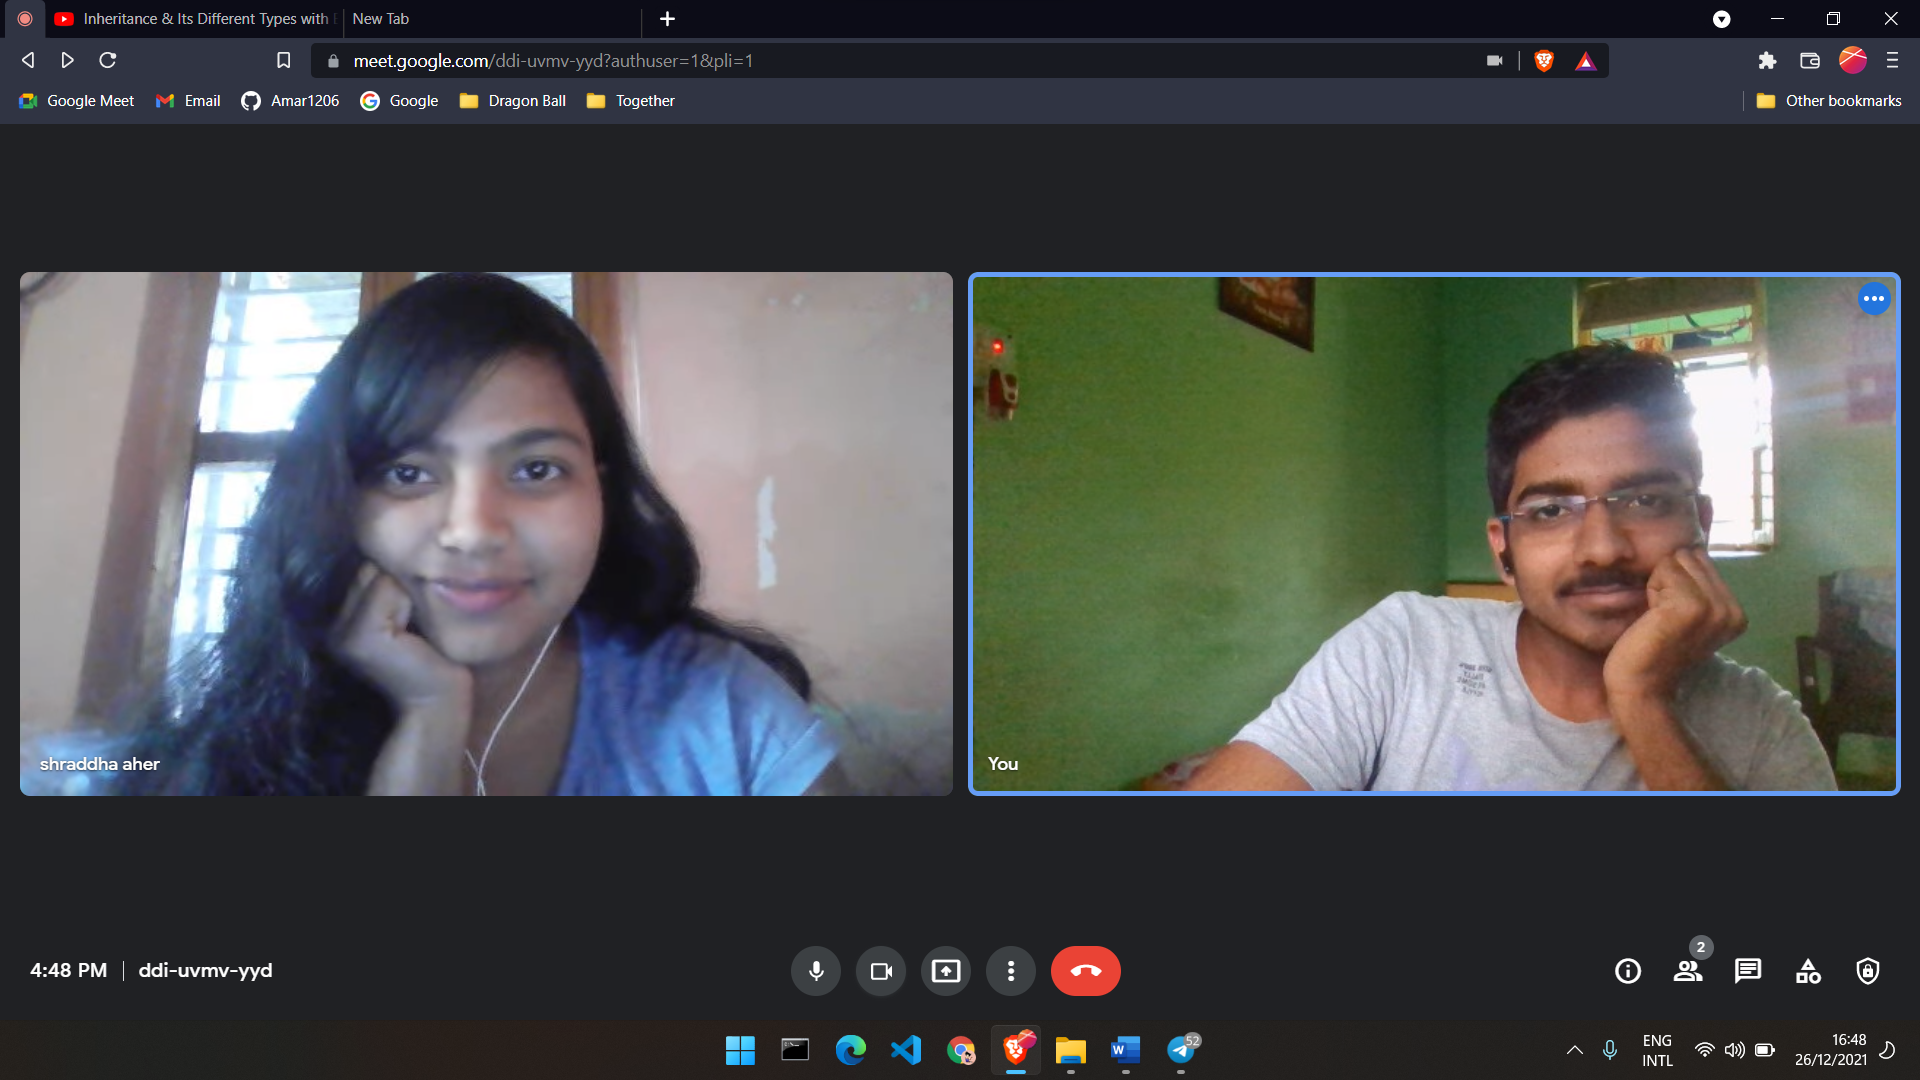 Inheritance & Its Different Types with
New Tab
meet.google.com/ddi-uvmv-yyd?authuser=1&pli=1
Google Meet
Email
Amar1206
Google
Dragon Ball
Together
Other bookmarks
shraddha aher
You
4:48 PM
ddi-uvmv-yyd
2
52
ENG
INTL
16:48
26/12/2021